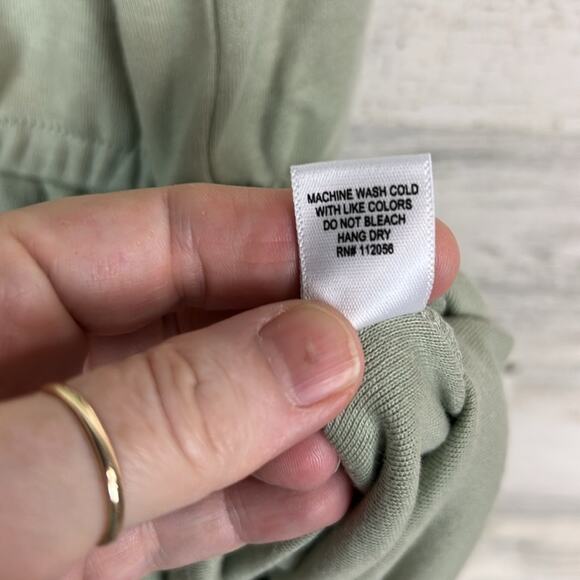 MACHINE WASH COLD
WITH LIKE COLORS
DO NOT BLEACH
HANG DRY
RN# 112056